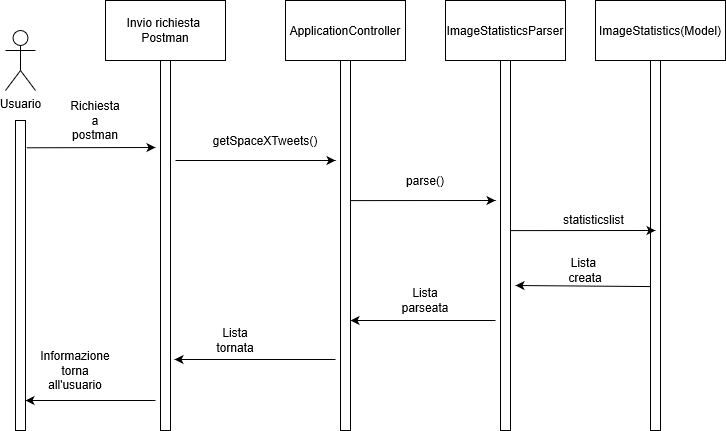 Invio richiesta
Postman
ApplicationController
ImageStatisticsParser
ImageStatistics(Model)
Usuario
Richiesta
a
postman
getSpaceXTweets()
parse()
statisticslist
Lista
creata
Lista
parseata
Lista
tornata
Informazione
torna
all'usuario